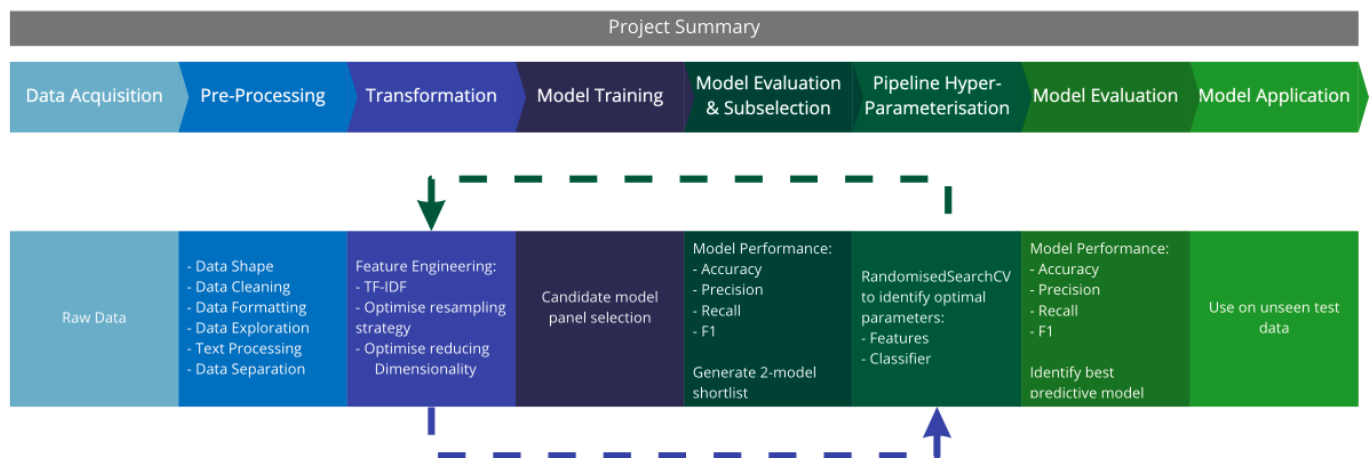 Project Summary
Data Acquisition
Pre-Processing
Transformation
Model Training
Model Evaluation
& Subselection
Pipeline Hyper-
Parameterisation
Model Evaluation
Model Application
Raw Data
- Data Shape
- Data Cleaning
- Data Formatting
- Data Exploration
- Text Processing
- Data Separation
Feature Engineering:
- TF-IDF
- Optimise resampling
strategy
- Optimise reducing
Dimensionality
Candidate model
panel selection
Model Performance:
- Accuracy
- Precision
- Recall
- F1
Generate 2-model
shortlist
RandomisedSearchCV
to identify optimal
parameters:
- Features
- Classifier
Model Performance:
- Accuracy
- Precision
- Recall
- F1
Identify best
predictive model
Use on unseen test
data